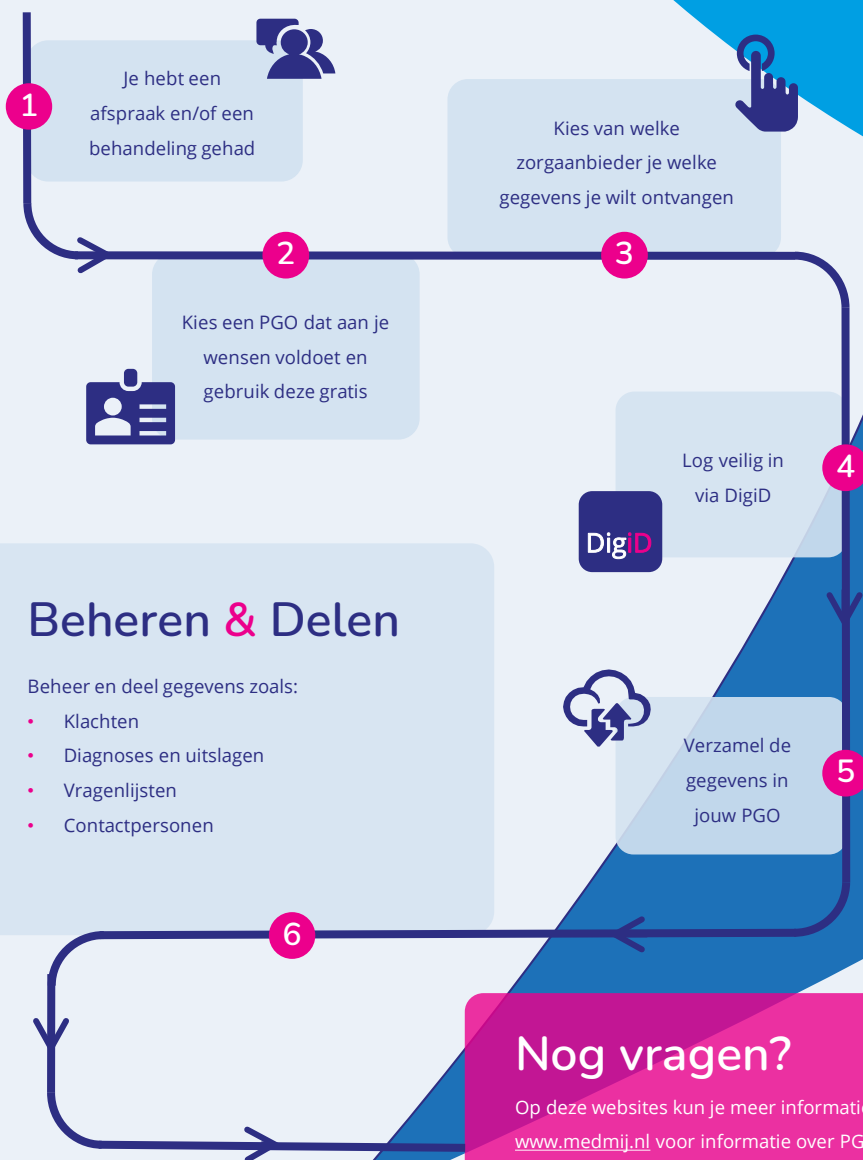 1
Je hebt een
afspraak en/of een
behandeling gehad
2
Kies een PGO dat aan je
wensen voldoet en
gebruik deze gratis
3
Kies van welke
zorgaanbieder je welke
gegevens je wilt ontvangen
4
Log veilig in
via DigiD
DigiD
5
Verzamel de
gegevens in
jouw PGO
6
Beheren & Delen
Beheer en deel gegevens zoals:
• Klachten
• Diagnoses en uitslagen
• Vragenlijsten
• Contactpersonen
Nog vragen?
Op deze websites kun je meer informatie
www.medmij.nl voor informatie over PG